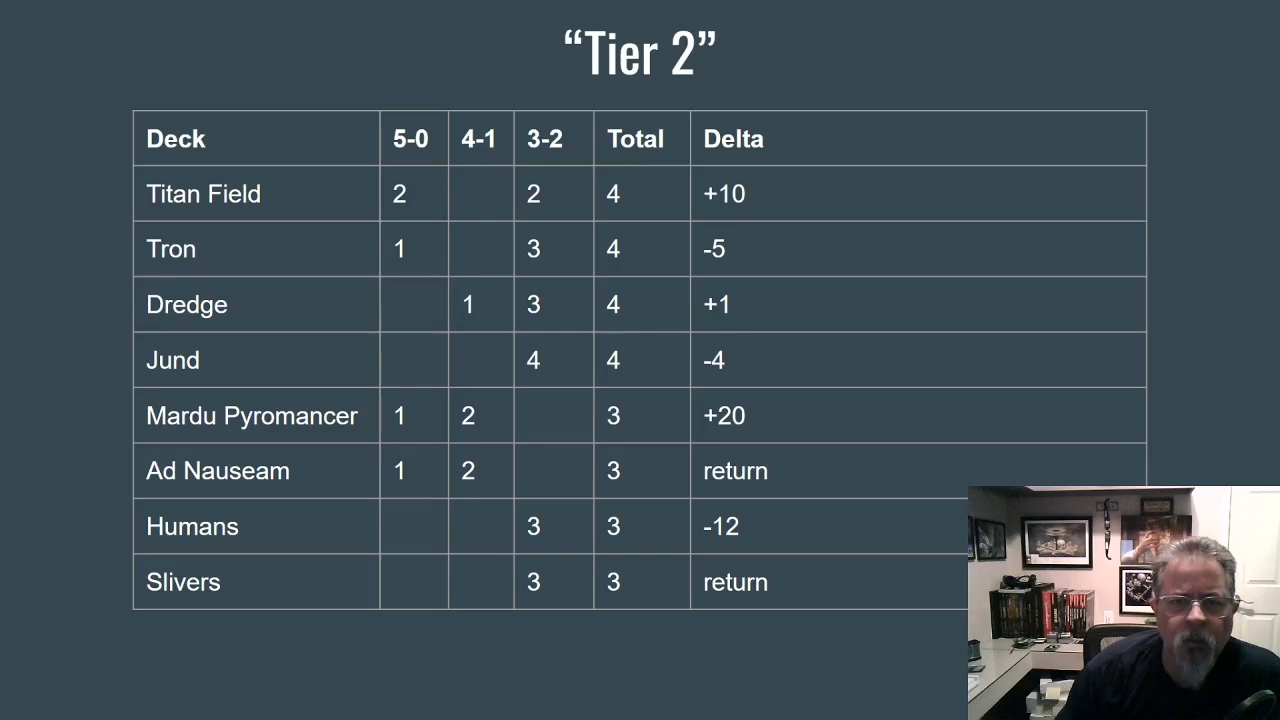 “Tier 2”
Deck 5-0 4-1 3-2 Total Delta
Titan Field 2 2 4 +10
Tron 1 3 4 -5
Dredge 1 3 4 +1
Jund 4 4 -4
Mardu Pyromancer 1 2 3 +20
Ad Nauseam 1 2 3 return
Humans 3 3 -12
Slivers 3 3 return